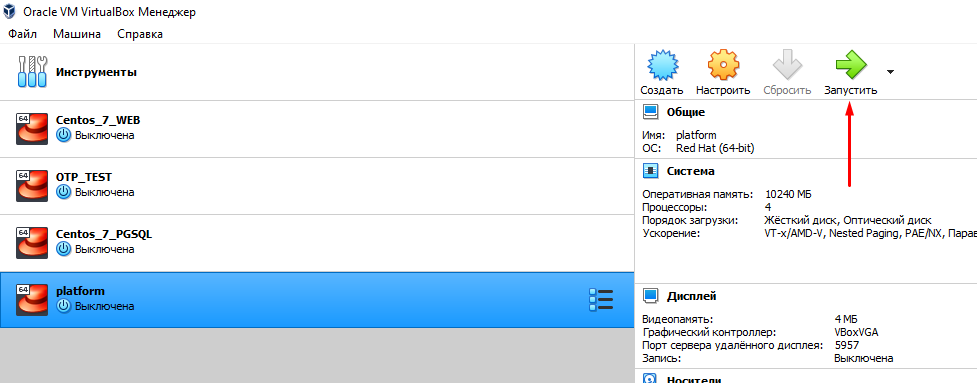 Oracle VM VirtualBox Менеджер
Файл Машина Справка
Инструменты
64
Centos_7_WEB
Выключена
64
OTP_TEST
Выключена
64
Centos_7_PGSQL
Выключена
64
platform
Выключена
Создать Настроить Сбросить Запустить
Общие
Имя: platform
ОС: Red Hat (64-bit)
Система
Оперативная память: 10240 МБ
Процессоры: 4
Порядок загрузки: Жёсткий диск, Оптический диск
Ускорение: VT-x/AMD-V, Nested Paging, PAE/NX, Парав
Дисплей
Видеопамять: 4 МБ
Графический контроллер: VBoxVGA
Порт сервера удалённого дисплея: 5957
Запись: Выключена
Носители